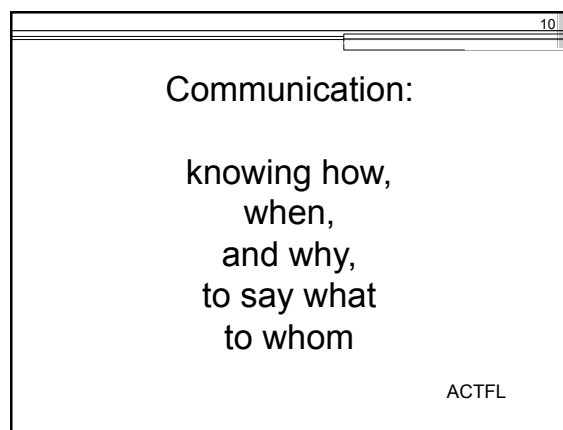 10
Communication:
knowing how,
when,
and why,
to say what
to whom
ACTFL